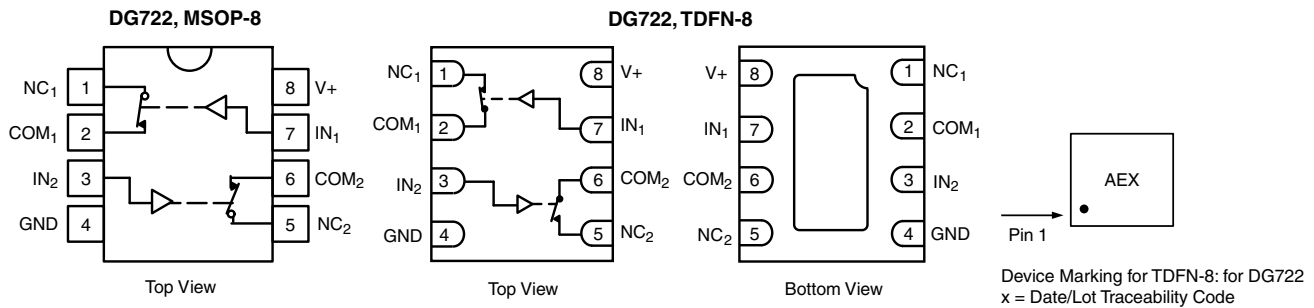 DG722, MSOP-8
NC1
COM1
IN2
GND
1
2
3
4
8
7
6
5
V+
IN1
COM2
NC2
Top View
DG722, TDFN-8
NC1
COM1
IN2
GND
1
2
3
4
8
7
6
5
V+
IN1
COM2
NC2
Top View
V+
IN1
COM2
NC2
8
7
6
5
1
2
3
4
NC1
COM1
IN2
GND
Bottom View
AEX
Pin 1
Device Marking for TDFN-8: for DG722
x = Date/Lot Traceability Code